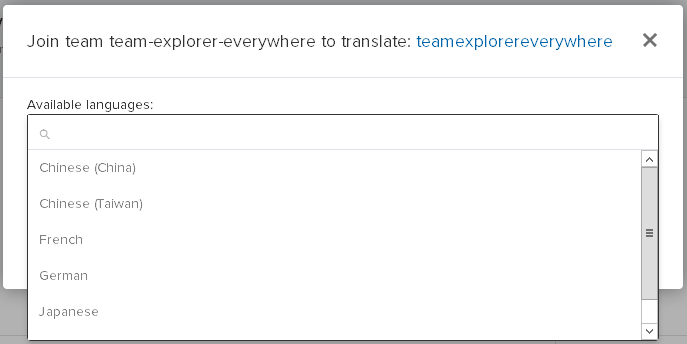 Join team team-explorer-everywhere to translate: teamexplorereverywhere
Available languages:
Chinese (China)
Chinese (Taiwan)
French
German
Japanese